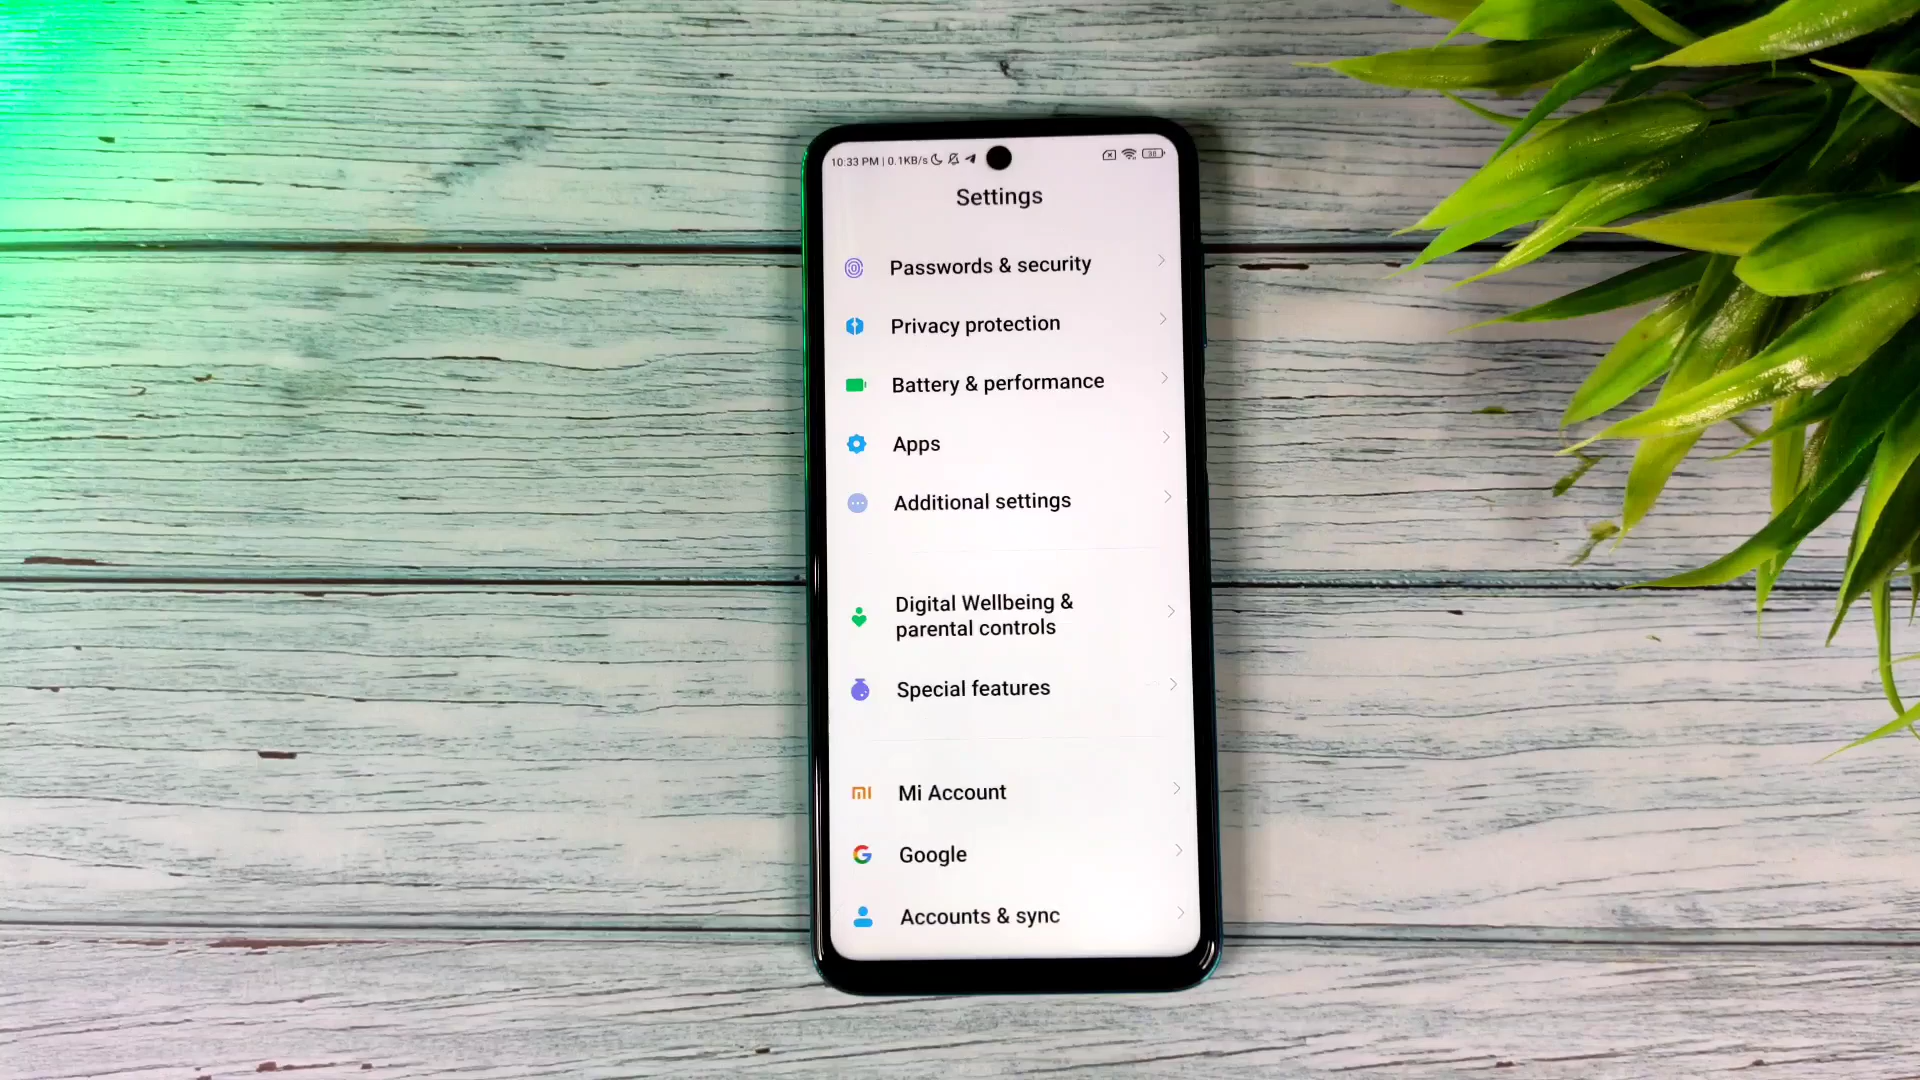 10:33 PM | 0.1KB/s
38
Settings
Passwords & security
Privacy protection
Battery & performance
Apps
Additional settings
Digital Wellbeing &
parental controls
Special features
Mi Account
Google
Accounts & sync